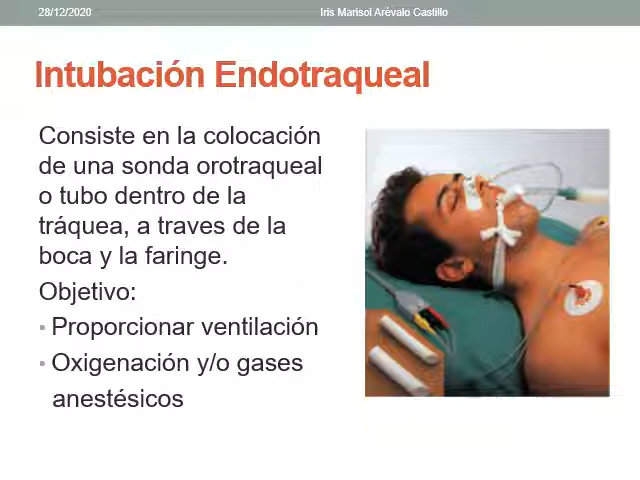 28/12/2020
Iris Marisol Arévalo Castillo
Intubación Endotraqueal
Consiste en la colocación
de una sonda orotraqueal
o tubo dentro de la
tráquea, a traves de la
boca y la faringe.
Objetivo:
• Proporcionar ventilación
• Oxigenación y/o gases
anestésicos